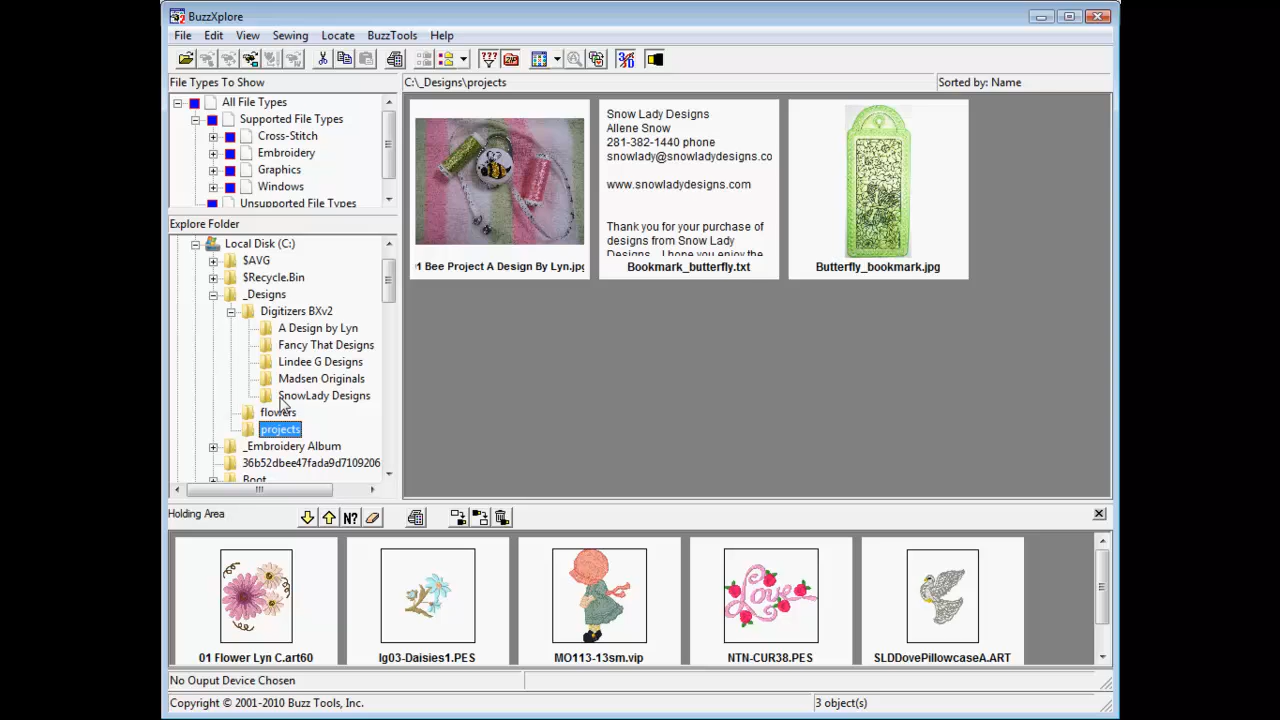 BuzzXplore
File Edit View Sewing Locate BuzzTools Help
File Types To Show
All File Types
Supported File Types
Cross-Stitch
Embroidery
Graphics
Windows
Unsupported File Types
Explore Folder
Local Disk (C:)
$AVG
$Recycle.Bin
_Designs
Digitizers BXv2
A Design by Lyn
Fancy That Designs
Lindee G Designs
Madsen Originals
SnowLady Designs
flowers
projects
_Embroidery Album
36b52dbee47fada9d7109206
Boot
C:\_Designs\projects
Sorted by: Name
1 Bee Project A Design By Lyn.jpg
Snow Lady Designs
Allene Snow
281-382-1440 phone
snowlady@snowladydesigns.co
www.snowladydesigns.com
Thank you for your purchase of
designs from Snow Lady
Designs. I hope you enjoy the
Bookmark_butterfly.txt
Butterfly_bookmark.jpg
Holding Area
N?
01 Flower Lyn C.art60
lg03-Daisies1.PES
MO113-13sm.vip
Love
NTN-CUR38.PES
SLDDovePillowcaseA.ART
No Ouput Device Chosen
Copyright © 2001-2010 Buzz Tools, Inc.
3 object(s)